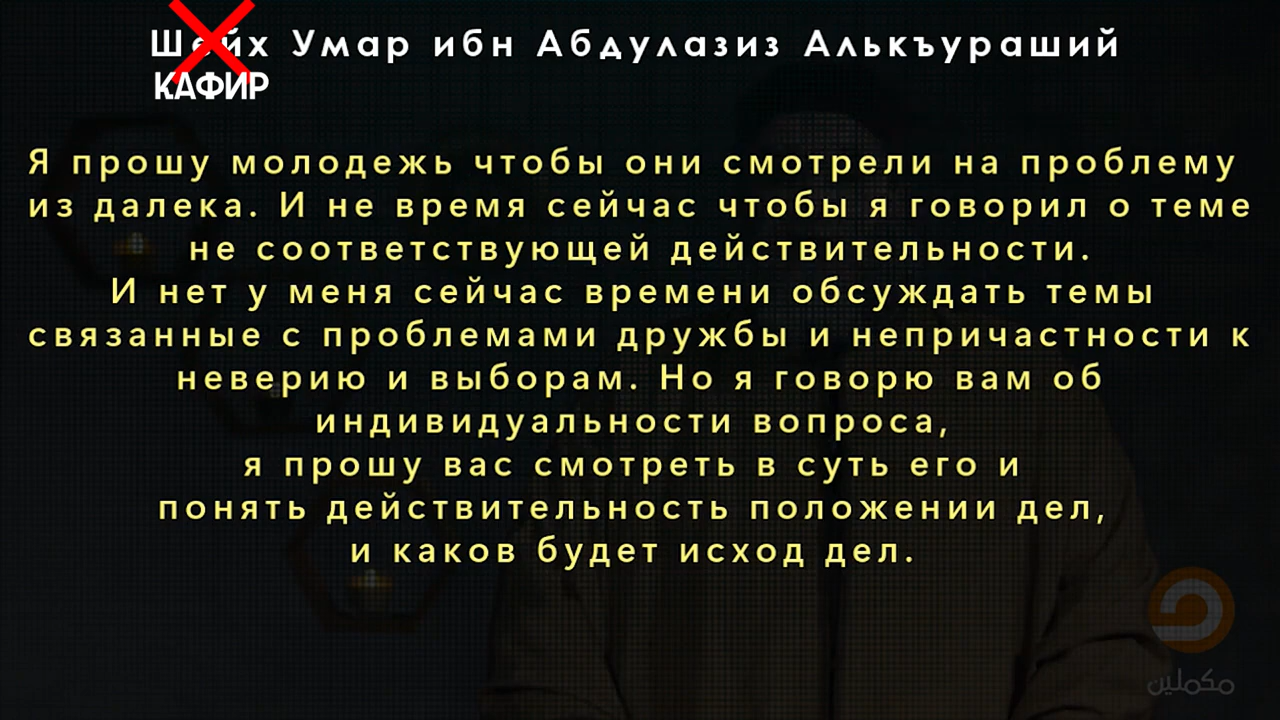 Шейх Умар ибн Абдулазиз Алькъураший
КАФИР
Я прошу молодежь чтобы они смотрели на проблему
из далека. И не время сейчас чтобы я говорил о теме
не соответствующей действительности.
И нет у меня сейчас времени обсуждать темы
связанные с проблемами дружбы и непричастности к
неверию и выборам. Но я говорю вам об
индивидуальности вопроса,
я прошу вас смотреть в суть его и
понять действительность положении дел,
и каков будет исход дел.
مكملين